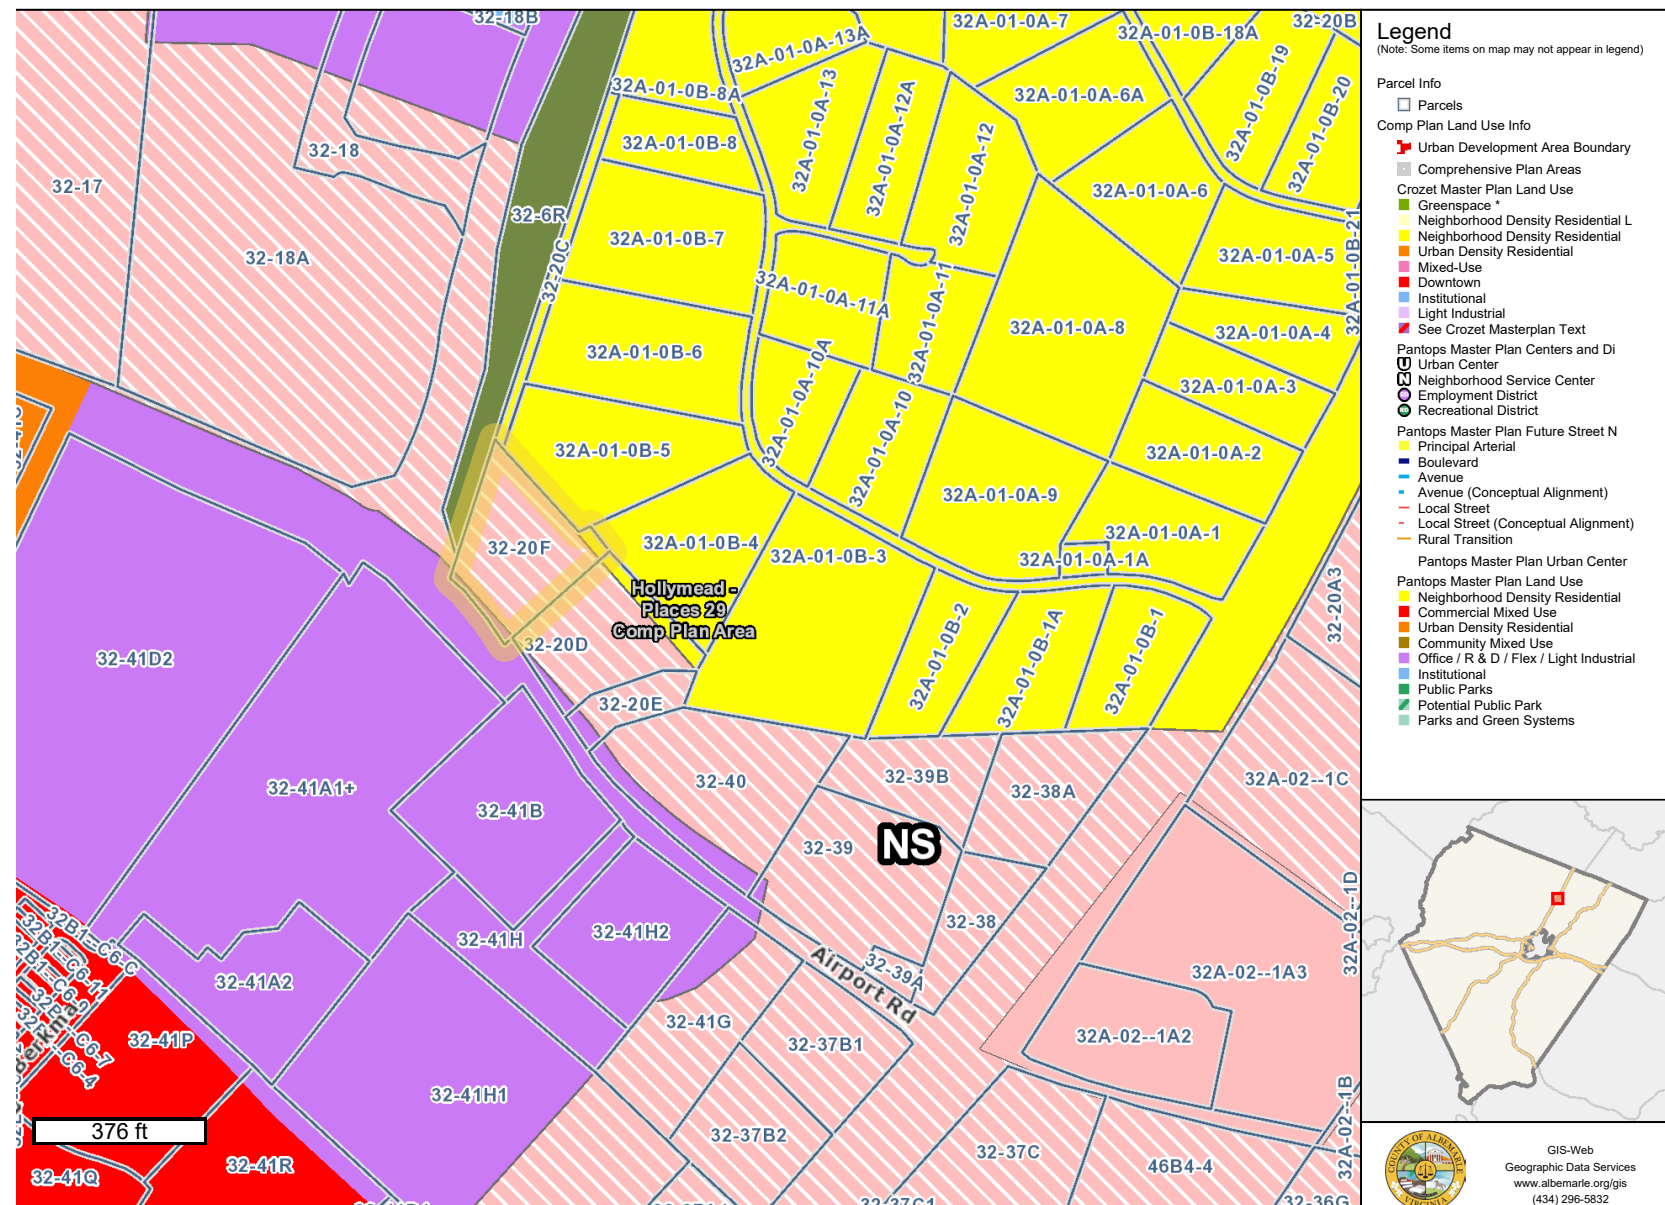 32-18B
32A-01-0A-7
32A-01-0B-18A
32-20B
32A-01-0A-13A
32A-01-0B-19
32A-01-0B-8A
32A-01-0A-13
32A-01-0A-12A
32A-01-0A-6A
32A-01-0B-20
32-18
32A-01-0B-8
32A-01-0A-12
32-17
32A-01-0A-6
32-6R
32A-01-0B-21
32A-01-0B-7
32-18A
32-20C
32A-01-0A-5
32A-01-0A-11A
32A-01-0A-11
32A-01-0A-8
32A-01-0A-4
32A-01-0B-6
32A-01-0A-10A
32A-01-0A-3
32A-01-0A-10
32A-01-0B-5
32A-01-0A-2
32A-01-0A-9
32-20F
32A-01-0B-4
32A-01-0B-3
32A-01-0A-1
32A-01-0A-1A
Hollymead -
Places 29
Comp Plan Area
32-20A3
32A-01-0B-2
32A-01-0B-1A
32A-01-0B-1
32-20D
32-41D2
32-20E
32-40
32-39B
32-38A
32A-02--1C
32-41A1+
32-41B
32-39
NS
32-38
32A-02--1D
32B1--C6-C
32B1--C6-11
32-41H
32-41H2
32-39A
Airport Rd
32A-02--1A3
32-41A2
32-41G
32-37B1
32A-02--1A2
32-41P
C6-7
C6-4
32-41H1
32A-02--1B
376 ft
32-37B2
32-37C
46B4-4
32-41R
32-41Q
32-37C1
32-36G
Legend
(Note: Some items on map may not appear in legend)
Parcel Info
Parcels
Comp Plan Land Use Info
Urban Development Area Boundary
Comprehensive Plan Areas
Crozet Master Plan Land Use
Greenspace *
Neighborhood Density Residential L
Neighborhood Density Residential
Urban Density Residential
Mixed-Use
Downtown
Institutional
Light Industrial
See Crozet Masterplan Text
Pantops Master Plan Centers and Di
Urban Center
Neighborhood Service Center
Employment District
Recreational District
Pantops Master Plan Future Street N
Principal Arterial
Boulevard
Avenue
Avenue (Conceptual Alignment)
Local Street
Local Street (Conceptual Alignment)
Rural Transition
Pantops Master Plan Urban Center
Pantops Master Plan Land Use
Neighborhood Density Residential
Commercial Mixed Use
Urban Density Residential
Community Mixed Use
Office / R & D / Flex / Light Industrial
Institutional
Public Parks
Potential Public Park
Parks and Green Systems
COUNTY OF ALBEMARLE
VIRGINIA
GIS-Web
Geographic Data Services
www.albemarle.org/gis
(434) 296-5832